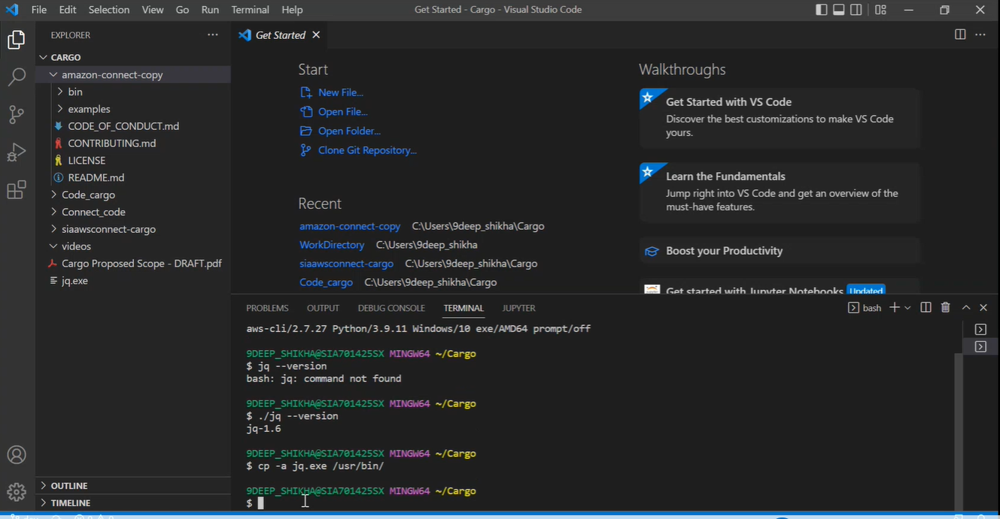 File Edit Selection View Go Run Terminal Help
Get Started - Cargo - Visual Studio Code
EXPLORER
CARGO
amazon-connect-copy
bin
examples
CODE_OF_CONDUCT.md
CONTRIBUTING.md
LICENSE
README.md
Code_cargo
Connect_code
siaawsconnect-cargo
videos
Cargo Proposed Scope - DRAFT.pdf
jq.exe
OUTLINE
TIMELINE
Get Started
Start
New File...
Open File...
Open Folder...
Clone Git Repository...
Recent
amazon-connect-copy C:\Users\9deep_shikha\Cargo
WorkDirectory C:\Users\9deep_shikha
siaawsconnect-cargo C:\Users\9deep_shikha\Cargo
Code_cargo C:\Users\9deep_shikha\Cargo
Walkthroughs
Get Started with VS Code
Discover the best customizations to make VS Code
yours.
Learn the Fundamentals
Jump right into VS Code and get an overview of the
must-have features.
Boost your Productivity
Get started with Jupyter Notebooks Updated
PROBLEMS OUTPUT DEBUG CONSOLE TERMINAL JUPYTER
bash
aws-cli/2.7.27 Python/3.9.11 Windows/10 exe/AMD64 prompt/off
9DEEP_SHIKHA@SIA701425SX MINGW64 ~/Cargo
$ jq --version
bash: jq: command not found
9DEEP_SHIKHA@SIA701425SX MINGW64 ~/Cargo
$ ./jq --version
jq-1.6
9DEEP_SHIKHA@SIA701425SX MINGW64 ~/Cargo
$ cp -a jq.exe /usr/bin/
9DEEP_SHIKHA@SIA701425SX MINGW64 ~/Cargo
$